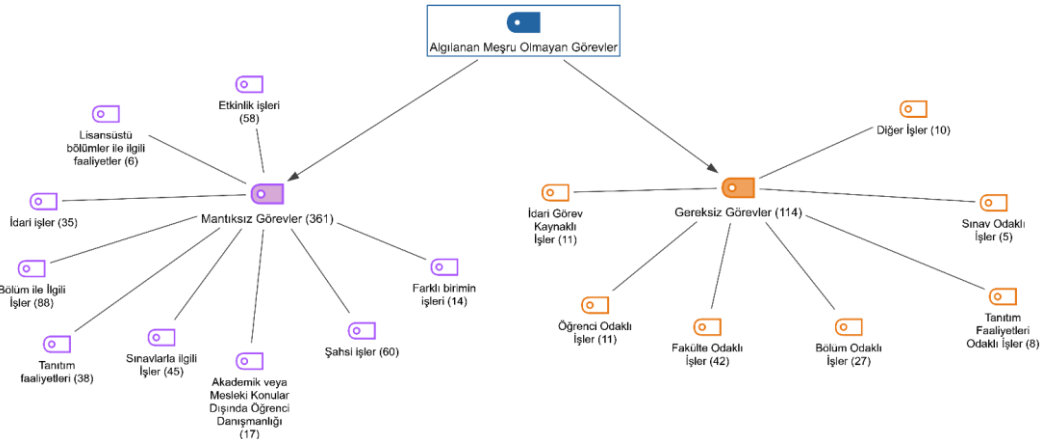 Algılanan Meşru Olmayan Görevler
Etkinlik işleri
(58)
Lisansüstü
bölümler ile ilgili
faaliyetler (6)
İdari işler (35)
Mantıksız Görevler (361)
Bölüm ile İlgili
İşler (88)
Tanıtım
faaliyetleri (38)
Sınavlarla ilgili
İşler (45)
Akademik veya
Mesleki Konular
Dışında Öğrenci
Danışmanlığı
(17)
Şahsi işler (60)
Farklı birimin
işleri (14)
Diğer İşler (10)
İdari Görev
Kaynaklı
İşler (11)
Gereksiz Görevler (114)
Sınav Odaklı
İşler (5)
Öğrenci Odaklı
İşler (11)
Fakülte Odaklı
İşler (42)
Bölüm Odaklı
İşler (27)
Tanıtım
Faaliyetleri
Odaklı İşler (8)